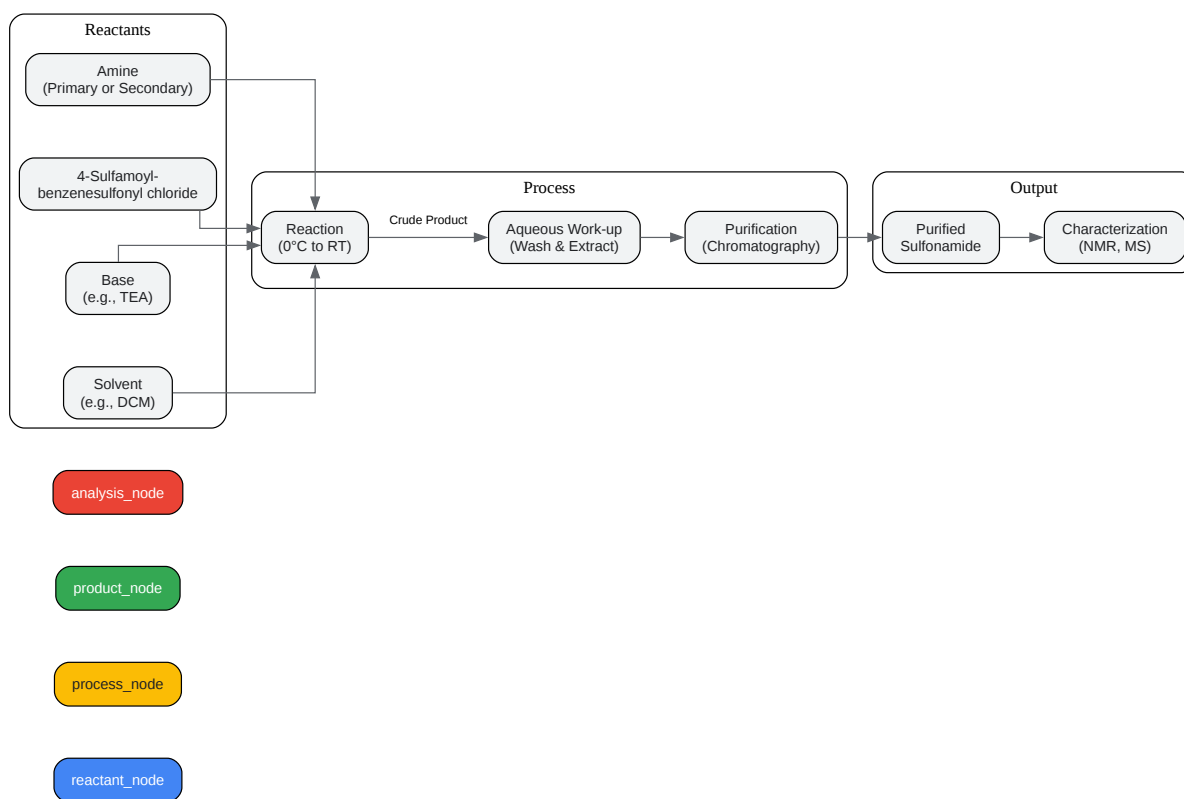 Reactants
Amine
(Primary or Secondary)
4-Sulfamoyl-
benzenesulfonyl chloride
Base
(e.g., TEA)
Solvent
(e.g., DCM)
Process
Reaction
(0°C to RT)
Crude Product
Aqueous Work-up
(Wash & Extract)
Purification
(Chromatography)
Output
Purified
Sulfonamide
Characterization
(NMR, MS)
analysis_node
product_node
process_node
reactant_node